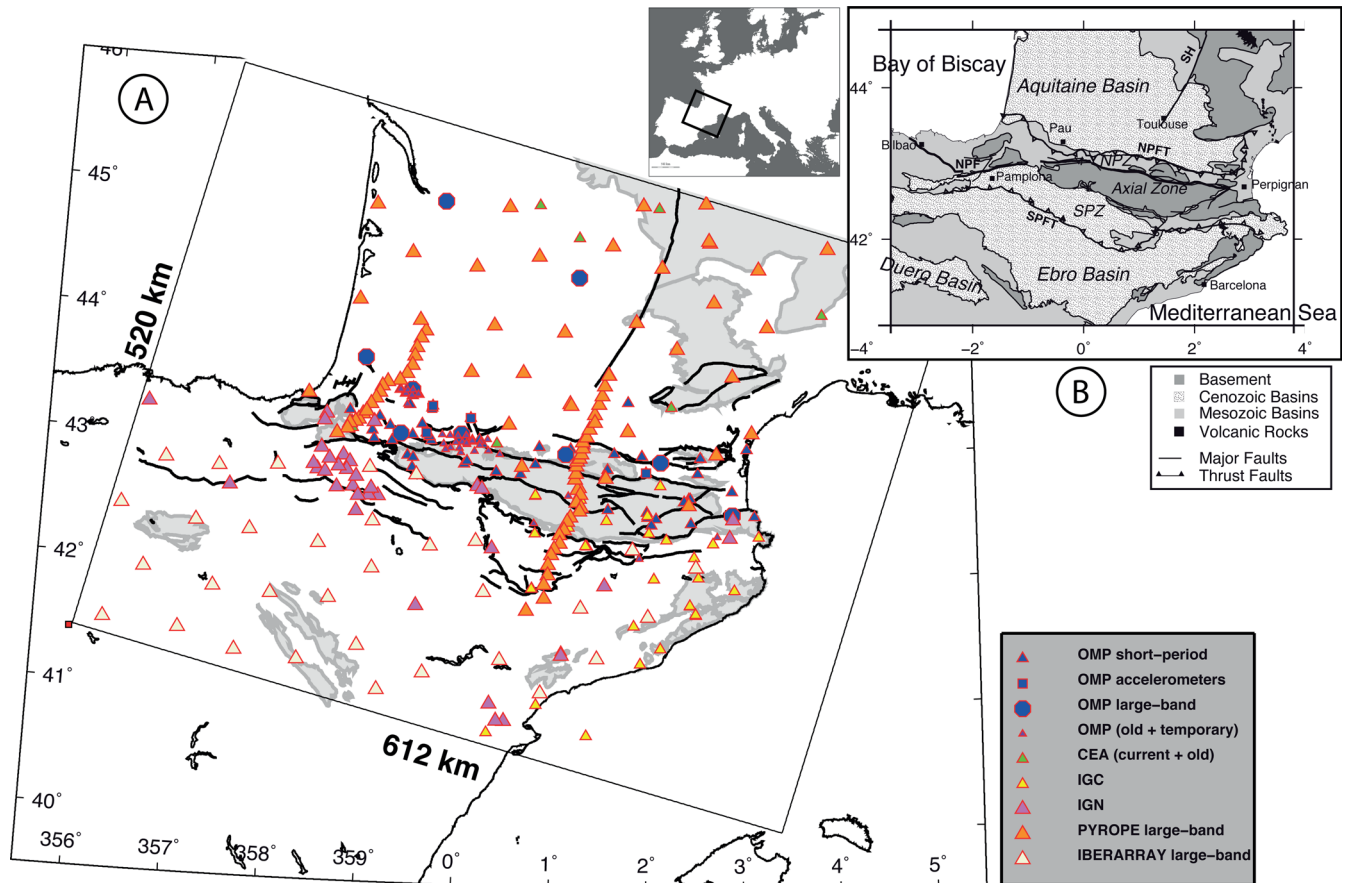 A
46°
45°
44°
43°
42°
41°
40°
356°
357°
358°
359°
0°
1°
2°
3°
4°
5°
520 km
612 km
Bay of Biscay
Aquitaine Basin
SH
Toulouse
Pau
Bilbao
NPFT
NPF
NPZ
Pamplona
Axial Zone
Perpignan
SPZ
SPFT
Duero Basin
Ebro Basin
Barcelona
Mediterranean Sea
44°
42°
−4°
−2°
0°
2°
4°
B
Basement
Cenozoic Basins
Mesozoic Basins
Volcanic Rocks
Major Faults
Thrust Faults
OMP short−period
OMP accelerometers
OMP large−band
OMP (old + temporary)
CEA (current + old)
IGC
IGN
PYROPE large−band
IBERARRAY large−band